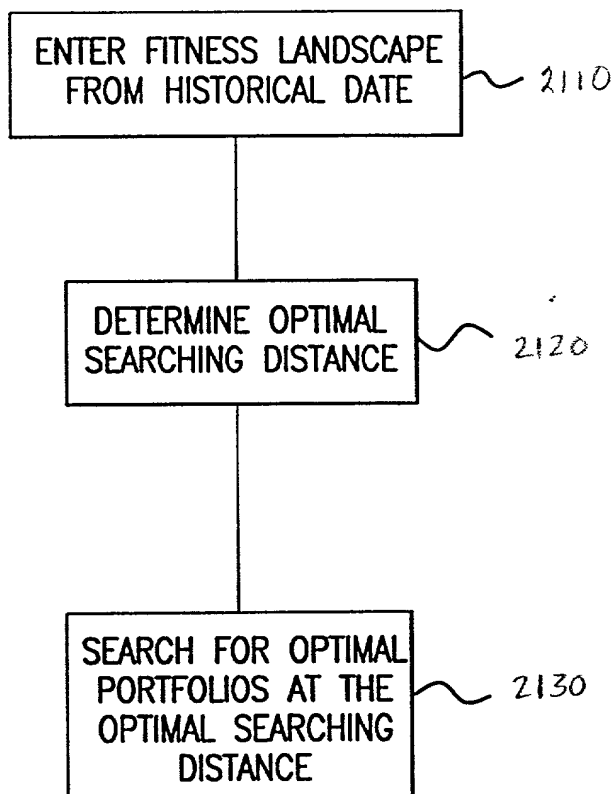 ENTER FITNESS LANDSCAPE
FROM HISTORICAL DATE
2110
DETERMINE OPTIMAL
SEARCHING DISTANCE
2120
SEARCH FOR OPTIMAL
PORTFOLIOS AT THE
OPTIMAL SEARCHING
DISTANCE
2130